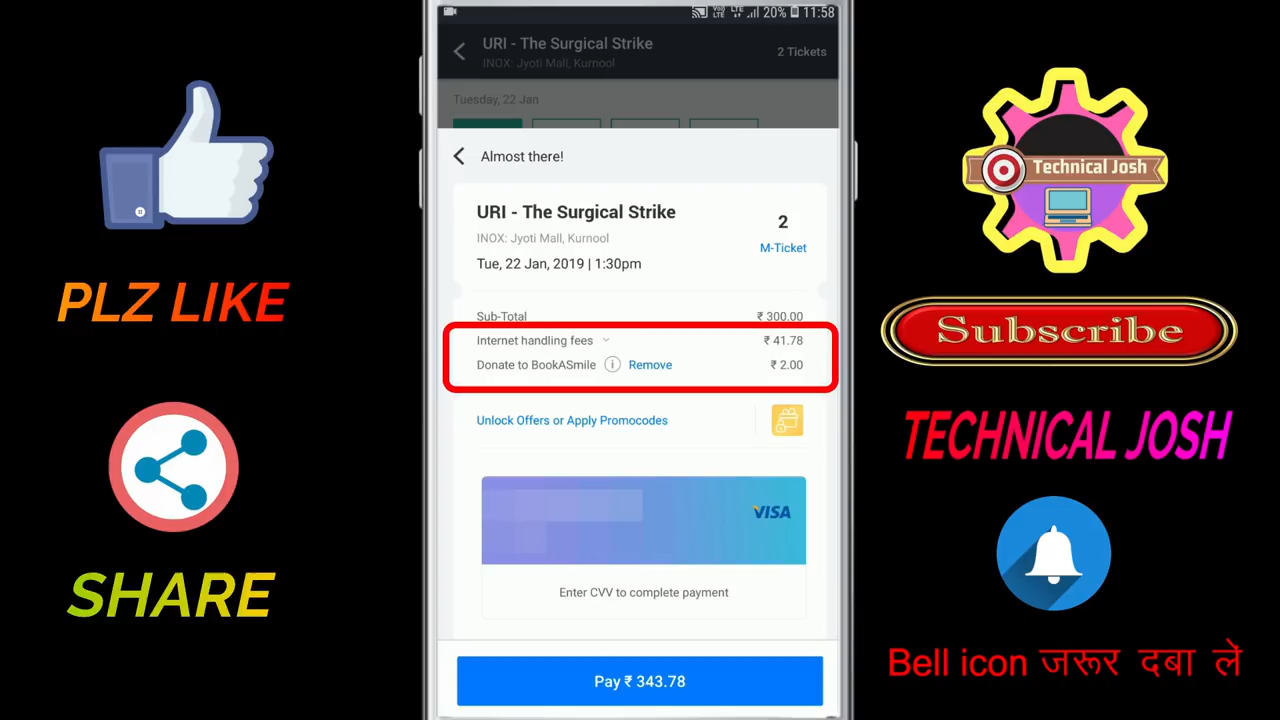 PLZ LIKE
SHARE
VoD LTE LTE 20% 11:58
URI - The Surgical Strike
INOX: Jyoti Mall, Kurnool
2 Tickets
Tuesday, 22 Jan
Almost there!
URI - The Surgical Strike
INOX: Jyoti Mall, Kurnool
Tue, 22 Jan, 2019 | 1:30pm
2
M-Ticket
Sub-Total ₹ 300.00
Internet handling fees ₹ 41.78
Donate to BookASmile i Remove ₹ 2.00
Unlock Offers or Apply Promocodes
VISA
Enter CVV to complete payment
Pay ₹ 343.78
Technical Josh
Subscribe
TECHNICAL JOSH
Bell icon जरूर दबा लें